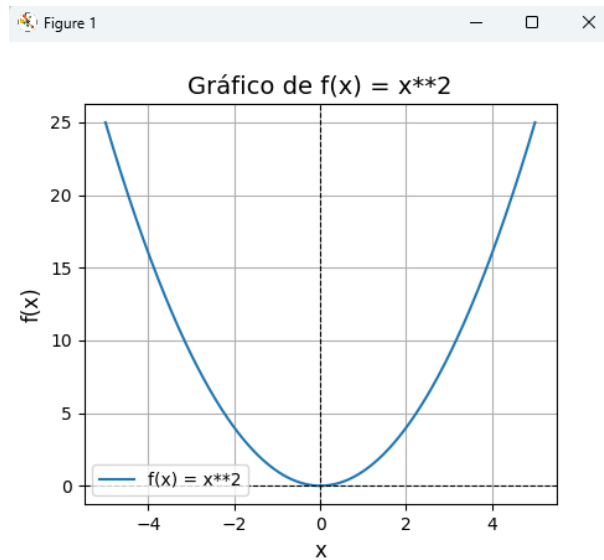 Figure 1
Gráfico de f(x) = x**2
25
20
15
10
5
0
f(x)
f(x) = x**2
−4 −2 0 2 4
x